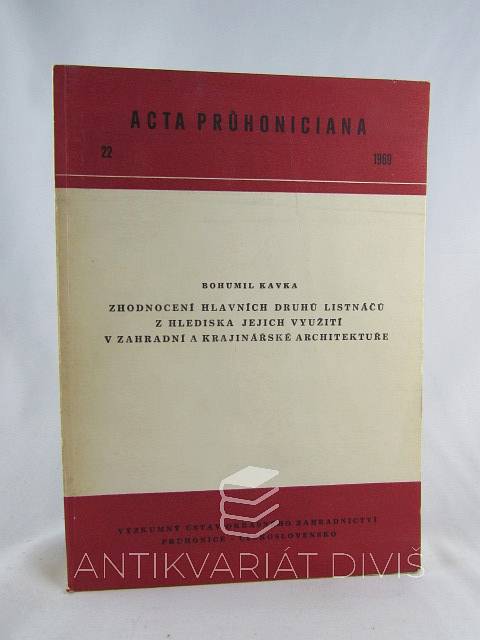 ACTA PRŮHONICIANA
22 1969
BOHUMIL KAVKA
ZHODNOCENÍ HLAVNÍCH DRUHŮ LISTNÁČŮ
Z HLEDISKA JEJICH VYUŽITÍ
V ZAHRADNÍ A KRAJINÁŘSKÉ ARCHITEKTUŘE
VÝZKUMNÝ ÚSTAV OKRASNÉHO ZAHRADNICTVÍ
PRŮHONICE - ČESKOSLOVENSKO
ANTIKVARIÁT DIVIŠ